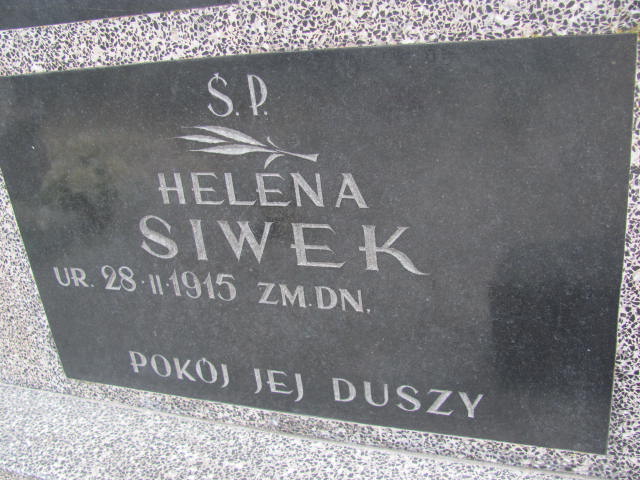 Ś.P.
HELENA
SIWEK
UR. 28·II·1915 ZM.DN.
POKÓJ JEJ DUSZY